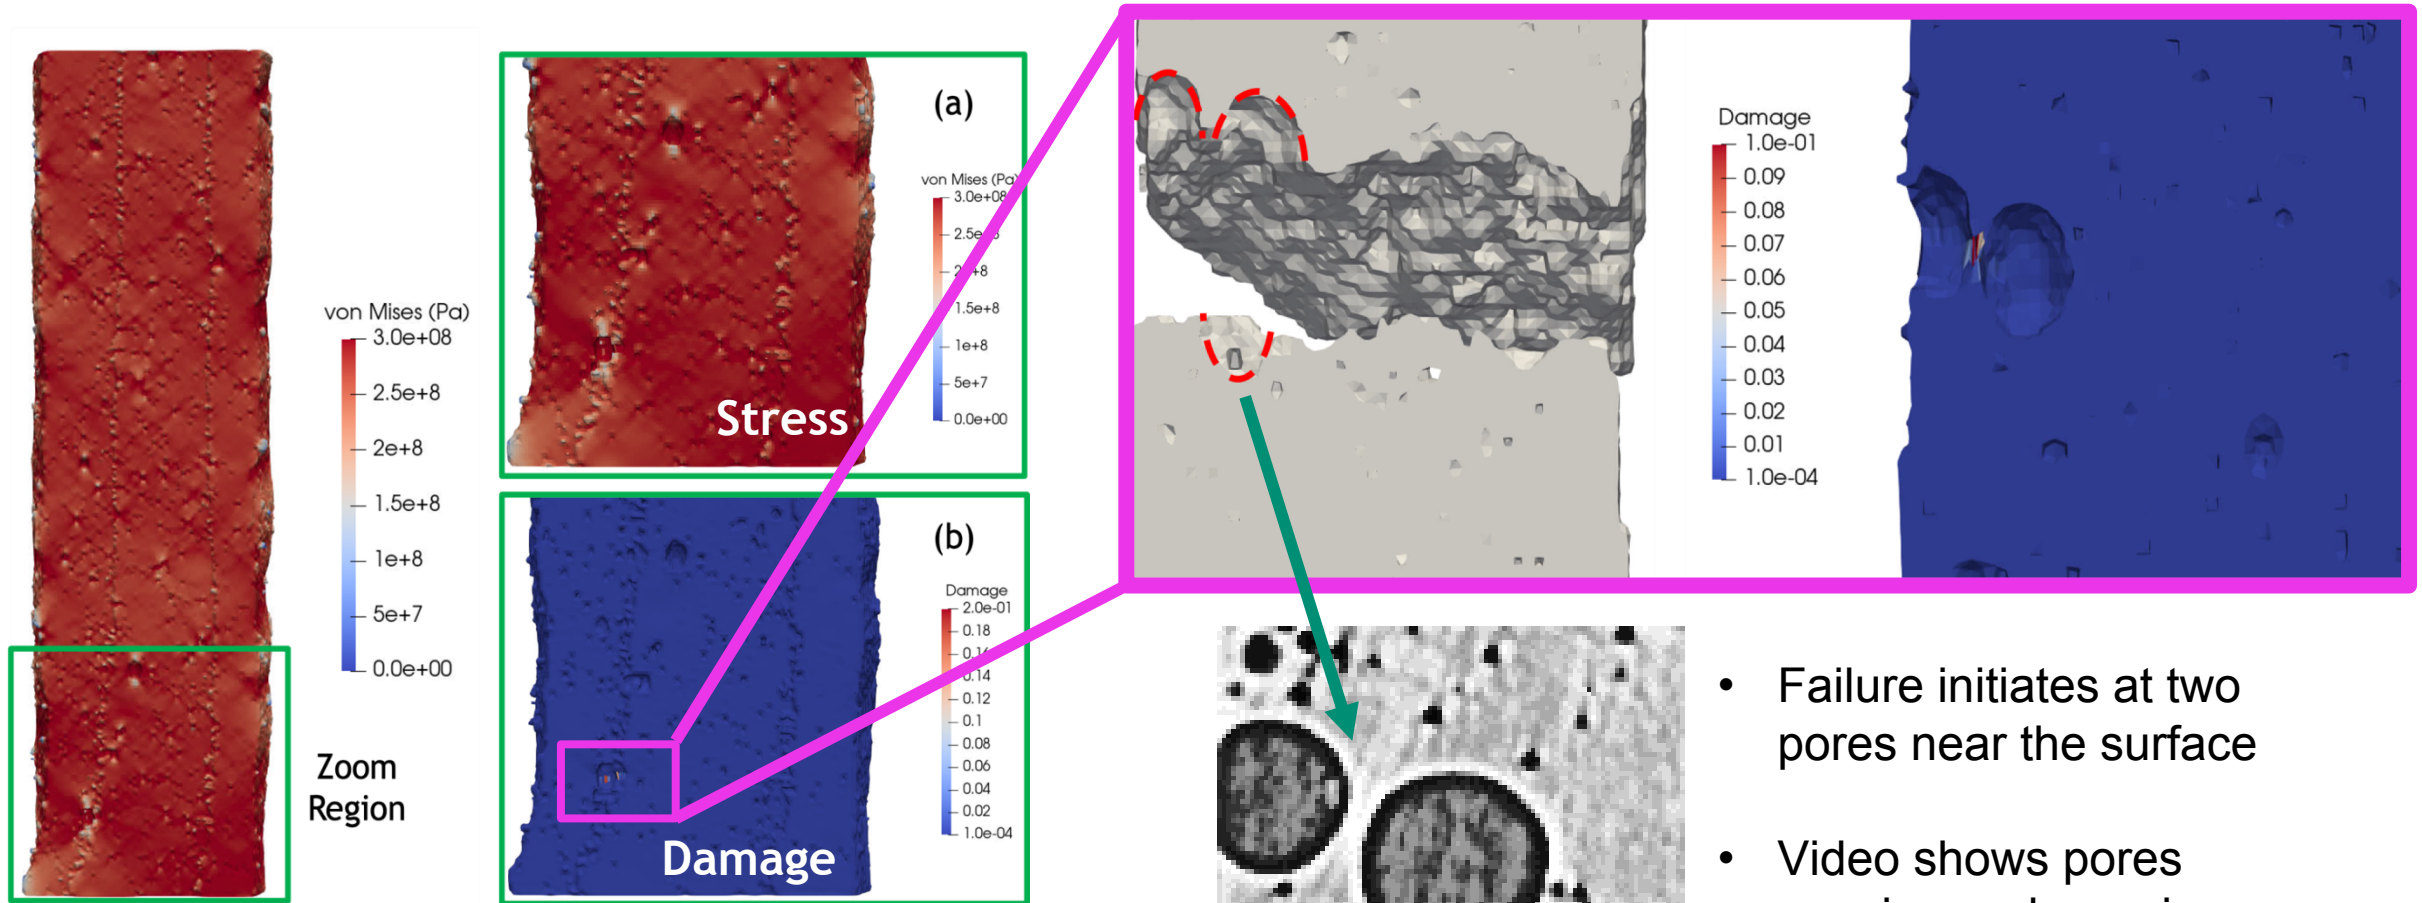 von Mises (Pa)
3.0e+08
2.5e+8
2e+8
1.5e+8
1e+8
5e+7
0.0e+00
Zoom
Region
(a)
von Mises (Pa)
3.0e+08
1.5e+8
1e+8
5e+7
0.0e+00
Stress
(b)
Damage
2.0e-01
0.18
0.14
0.12
0.1
0.08
0.06
0.04
0.02
1.0e-04
Damage
Damage
1.0e-01
0.09
0.08
0.07
0.06
0.05
0.04
0.03
0.02
0.01
1.0e-04
• Failure initiates at two
pores near the surface
• Video shows pores